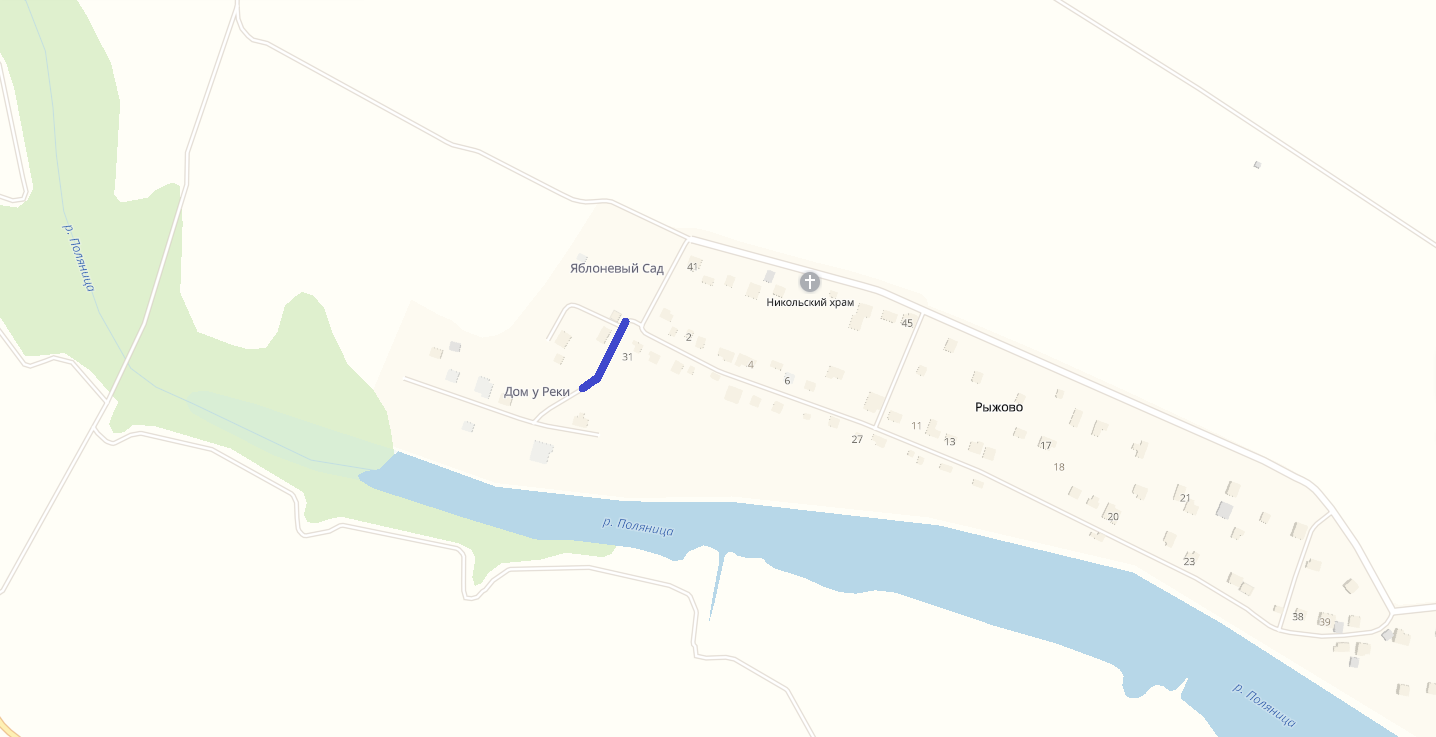 р. Поляница
Яблоневый Сад
41
Никольский храм
45
2
31
4
6
Дом у Реки
Рыжово
11
13
27
17
18
21
20
р. Поляница
23
38
39
р. Поляница